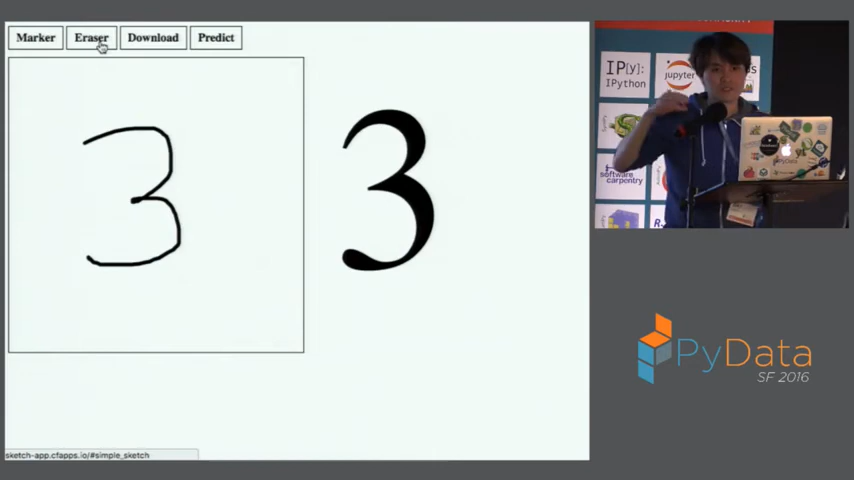 Marker Eraser Download Predict
3 3
sketch-app.cfapps.io/#simple_sketch
IP[y]:
IPython
jupyter
software
carpentry
PyData
SF 2016